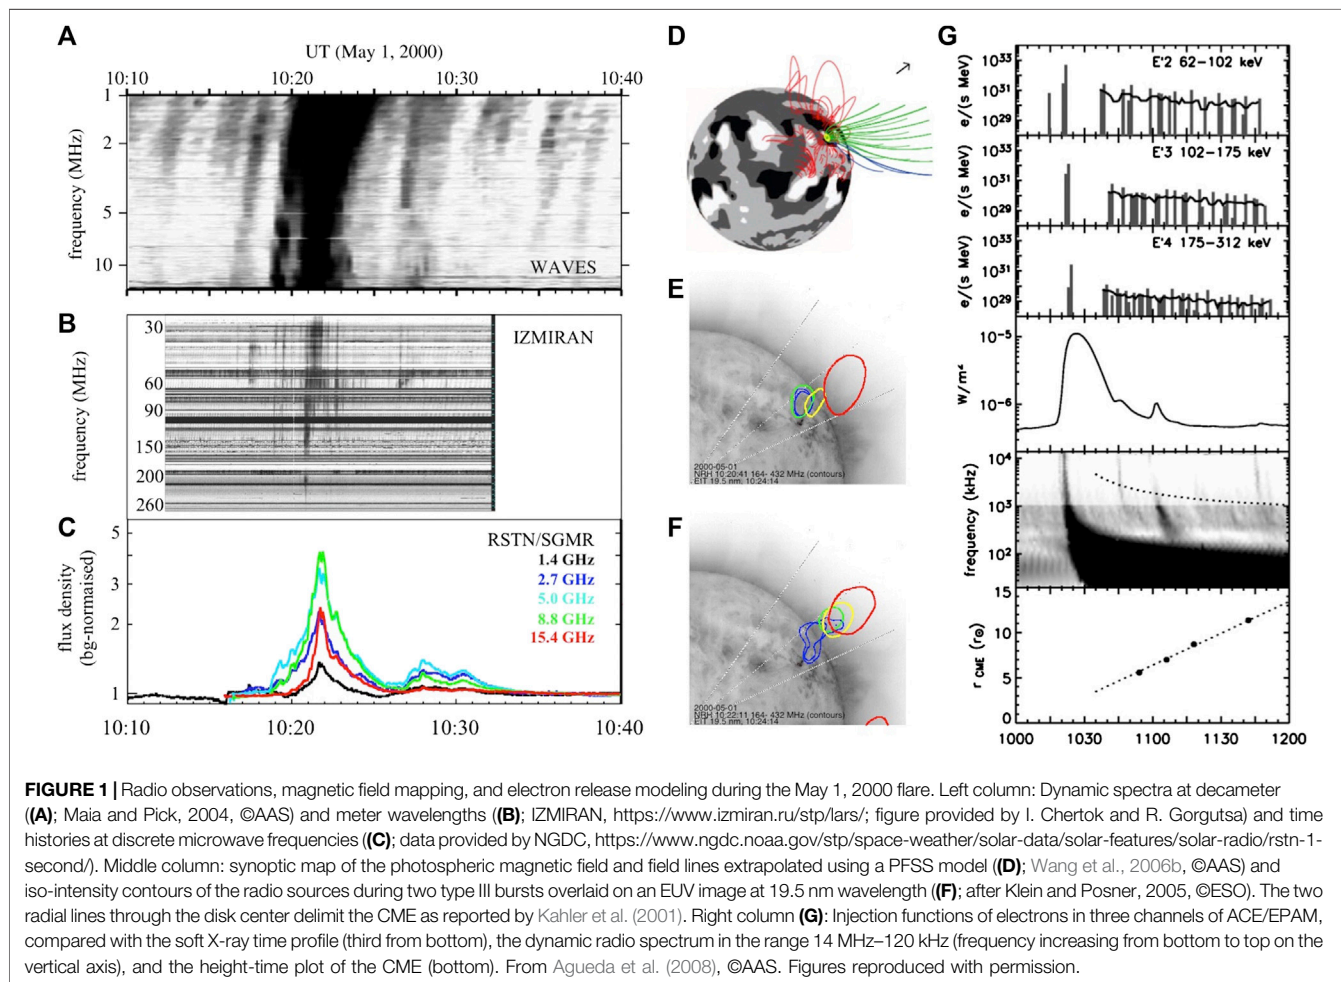 A
UT (May 1, 2000)
10:10 10:20 10:30 10:40
1
2
5
10
frequency (MHz)
WAVES
B
30
60
90
150
200
260
frequency (MHz)
IZMIRAN
C
5
3
2
1
flux density
(bg-normaised)
RSTN/SGMR
1.4 GHz
2.7 GHz
5.0 GHz
8.8 GHz
15.4 GHz
10:10 10:20 10:30 10:40
D
E
2000-05-01
NRH 10:20:41 164- 432 MHz (contours)
EIT 19.5 nm, 10:24:14
F
2000-05-01
NRH 10:22:11 164- 432 MHz (contours)
EIT 19.5 nm, 10:24:14
G
10³³
10³¹
10²⁹
e/(s MeV)
E'2 62-102 keV
10³³
10³¹
10²⁹
e/(s MeV)
E'3 102-175 keV
10³³
10³¹
10²⁹
e/(s MeV)
E'4 175-312 keV
10⁻⁵
10⁻⁶
10⁴
10³
10²
frequency (kHz)
15
10
5
0
r CME (r⊙)
1000 1030 1100 1130 1200
FIGURE 1 | Radio observations, magnetic field mapping, and electron release modeling during the May 1, 2000 flare. Left column: Dynamic spectra at decameter
((A); Maia and Pick, 2004, ©AAS) and meter wavelengths ((B); IZMIRAN, https://www.izmiran.ru/stp/lars/; figure provided by I. Chertok and R. Gorgutsa) and time
histories at discrete microwave frequencies ((C); data provided by NGDC, https://www.ngdc.noaa.gov/stp/space-weather/solar-data/solar-features/solar-radio/rstn-1-
second/). Middle column: synoptic map of the photospheric magnetic field and field lines extrapolated using a PFSS model ((D); Wang et al., 2006b, ©AAS) and
iso-intensity contours of the radio sources during two type III bursts overlaid on an EUV image at 19.5 nm wavelength ((F); after Klein and Posner, 2005, ©ESO). The two
radial lines through the disk center delimit the CME as reported by Kahler et al. (2001). Right column (G): Injection functions of electrons in three channels of ACE/EPAM,
compared with the soft X-ray time profile (third from bottom), the dynamic radio spectrum in the range 14 MHz–120 kHz (frequency increasing from bottom to top on the
vertical axis), and the height-time plot of the CME (bottom). From Agueda et al. (2008), ©AAS. Figures reproduced with permission.